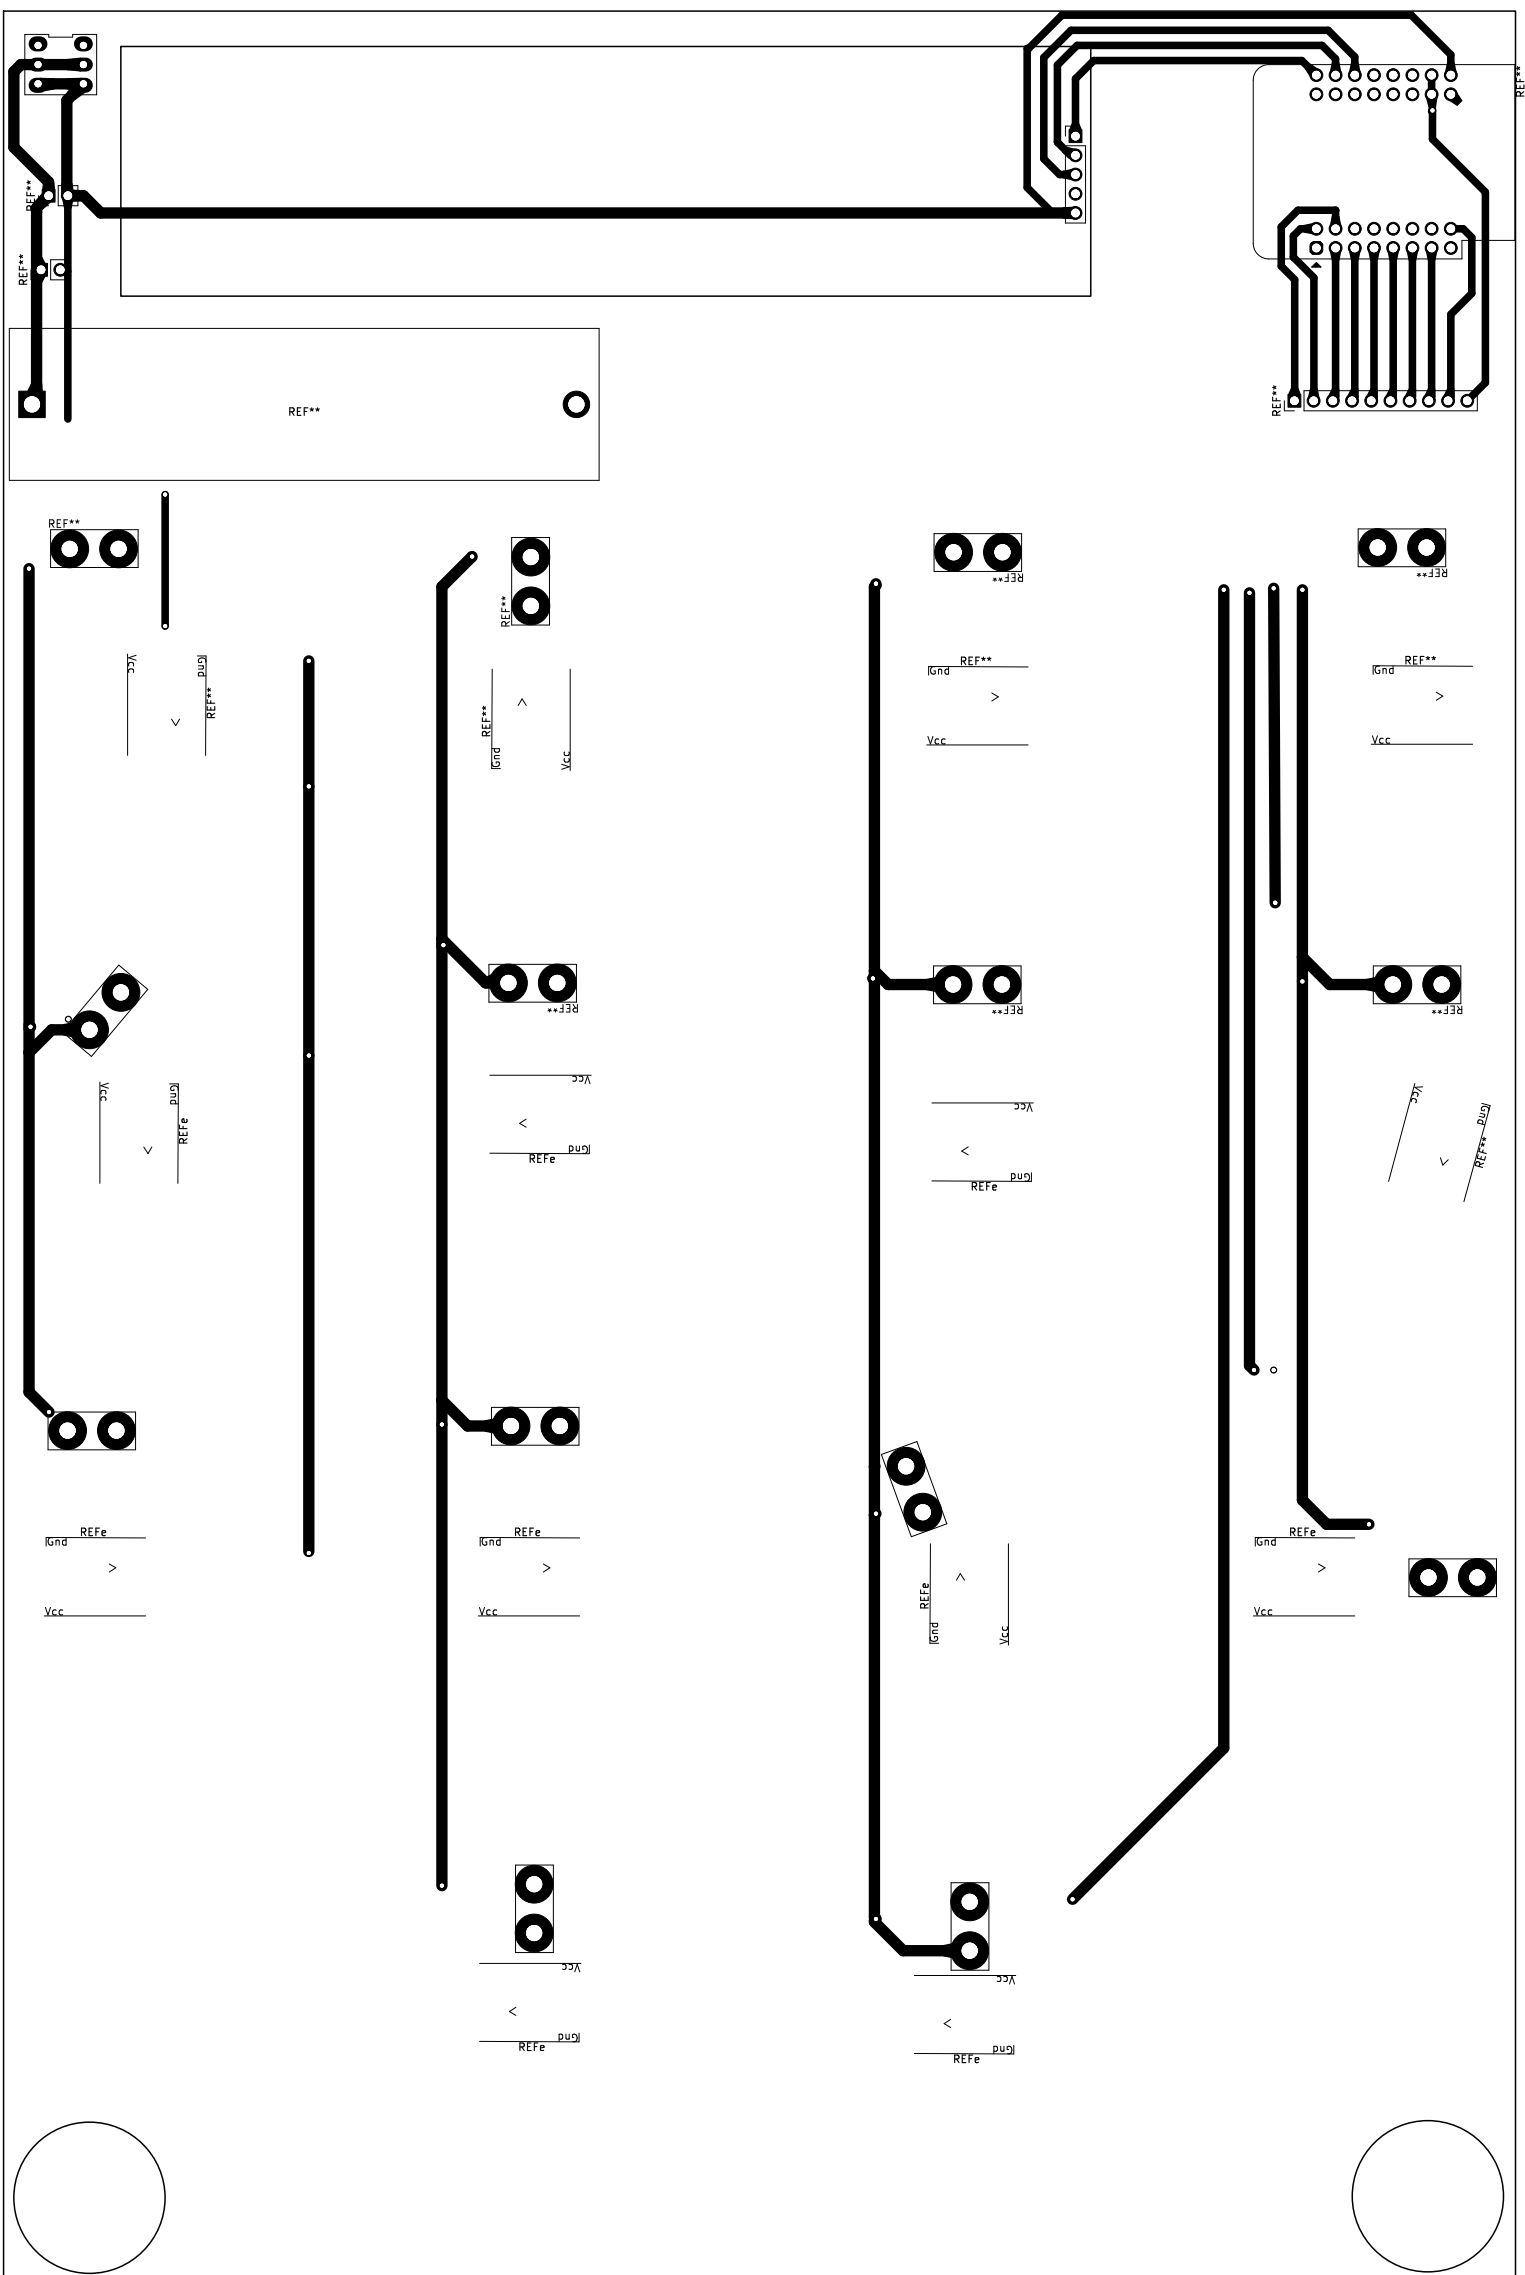 REF**
REF**
REF**
REF**
REF**
REF**
REF**
REF**
REF**
Vcc
Gnd
REF**
REF**
Gnd
Vcc
REF**
Gnd
Vcc
REF**
Gnd
Vcc
REF**
REF**
REF**
Vcc
Gnd
REFe
Vcc
Gnd
REFe
Vcc
Gnd
REFe
Vcc
Gnd
REF**
REFe
Gnd
Vcc
REFe
Gnd
Vcc
REFe
Gnd
Vcc
REFe
Gnd
Vcc
Vcc
Gnd
REFe
Vcc
Gnd
REFe